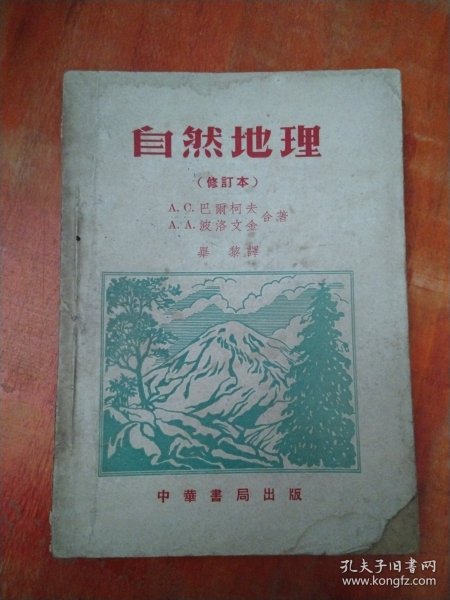 自然地理
（修訂本）
A. C. 巴爾柯夫
A. A. 波洛文金
合著
畢黎譯
中華書局出版
孔夫子旧书网
www.kongfz.com